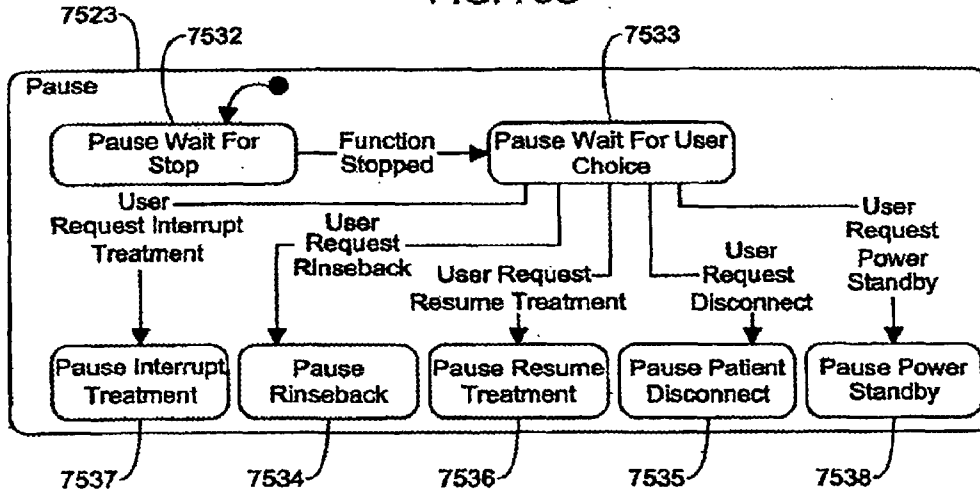 7523
7532
7533
Pause
Pause Wait For
Stop
Function
Stopped
Pause Wait For User
Choice
User
Request Interrupt
Treatment
User
Request
Rinseback
User Request
Resume Treatment
User
Request
Disconnect
User
Request
Power
Standby
Pause Interrupt
Treatment
Pause
Rinseback
Pause Resume
Treatment
Pause Patient
Disconnect
Pause Power
Standby
7537
7534
7536
7535
7538